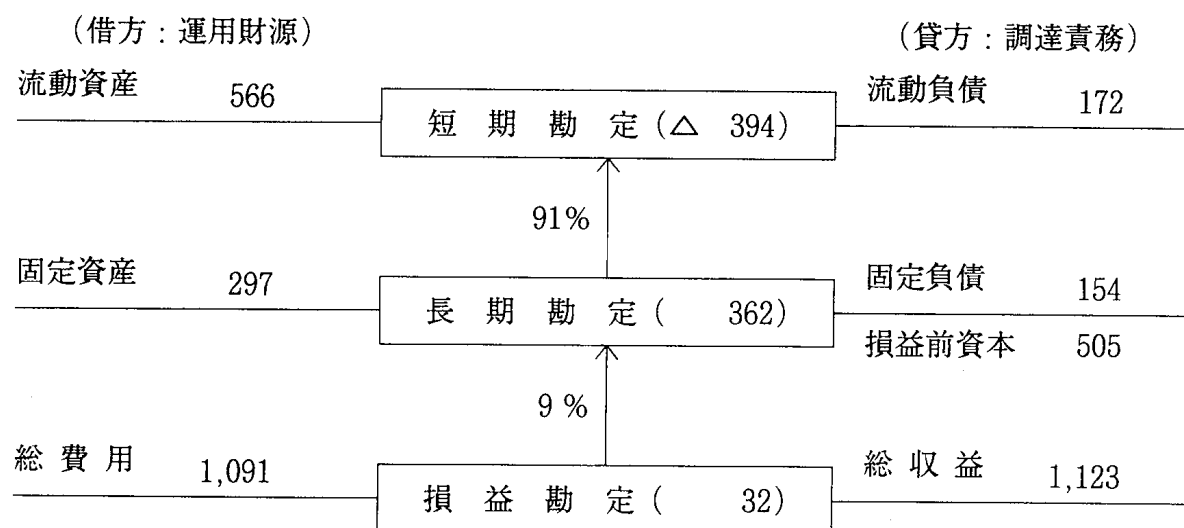 (借方:運用財源) (貸方:調達責務)
流動資産 566 短期勘定(△ 394) 流動負債 172
91%
固定資産 297 長期勘定( 362) 固定負債 154
損益前資本 505
9%
総費用 1,091 損益勘定( 32) 総収益 1,123